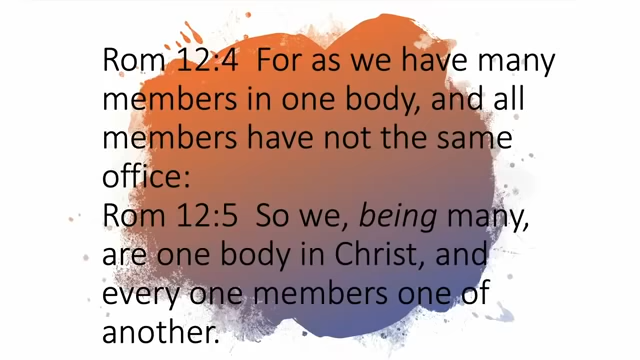 Rom 12:4  For as we have many
members in one body, and all
members have not the same
office:
Rom 12:5  So we, being many,
are one body in Christ, and
every one members one of
another.